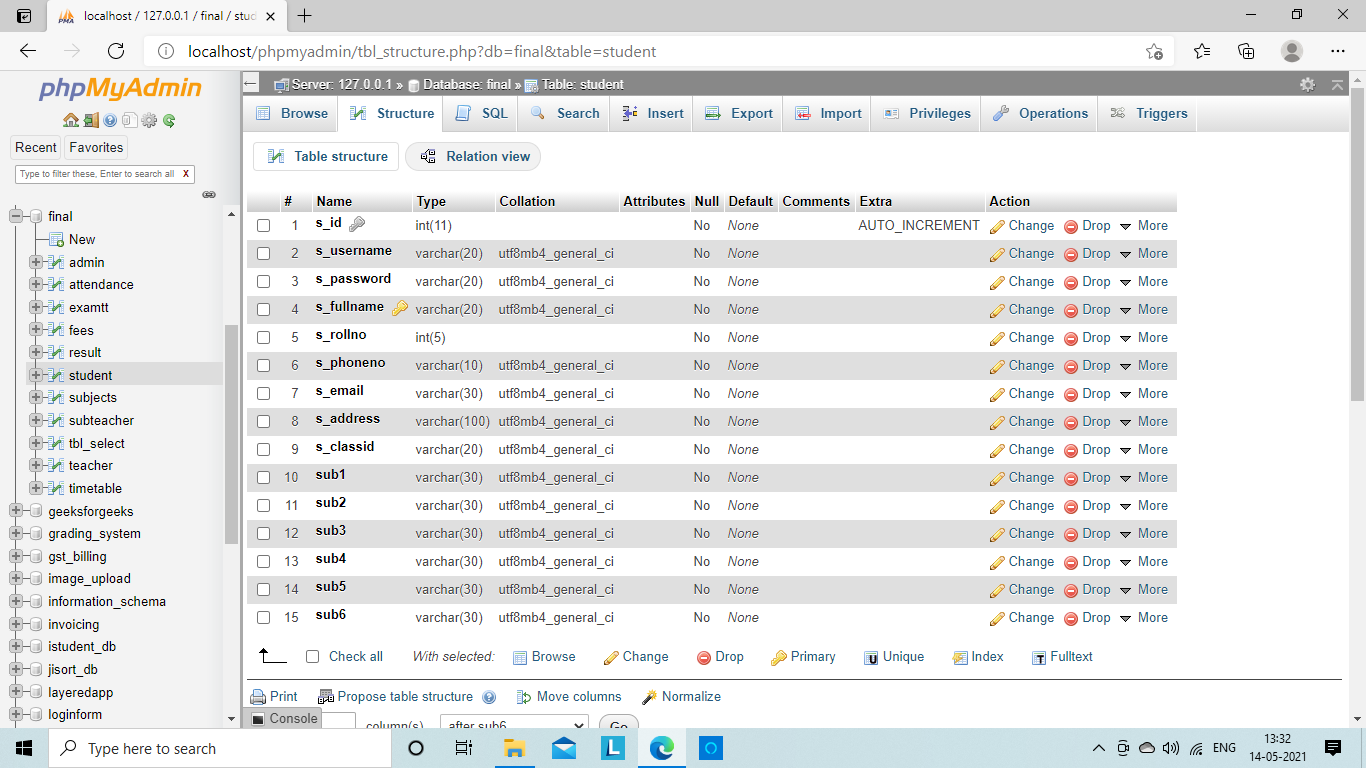 localhost / 127.0.0.1 / final / stud
localhost/phpmyadmin/tbl_structure.php?db=final&table=student
phpMyAdmin
Recent Favorites
Type to filter these, Enter to search all X
final
New
admin
attendance
examtt
fees
result
student
subjects
subteacher
tbl_select
teacher
timetable
geeksforgeeks
grading_system
gst_billing
image_upload
information_schema
invoicing
istudent_db
jisort_db
layeredapp
loginform
Server: 127.0.0.1 » Database: final » Table: student
Browse Structure SQL Search Insert Export Import Privileges Operations Triggers
Table structure Relation view
# Name Type Collation Attributes Null Default Comments Extra Action
1 s_id int(11) No None AUTO_INCREMENT Change Drop More
2 s_username varchar(20) utf8mb4_general_ci No None Change Drop More
3 s_password varchar(20) utf8mb4_general_ci No None Change Drop More
4 s_fullname varchar(20) utf8mb4_general_ci No None Change Drop More
5 s_rollno int(5) No None Change Drop More
6 s_phoneno varchar(10) utf8mb4_general_ci No None Change Drop More
7 s_email varchar(30) utf8mb4_general_ci No None Change Drop More
8 s_address varchar(100) utf8mb4_general_ci No None Change Drop More
9 s_classid varchar(20) utf8mb4_general_ci No None Change Drop More
10 sub1 varchar(30) utf8mb4_general_ci No None Change Drop More
11 sub2 varchar(30) utf8mb4_general_ci No None Change Drop More
12 sub3 varchar(30) utf8mb4_general_ci No None Change Drop More
13 sub4 varchar(30) utf8mb4_general_ci No None Change Drop More
14 sub5 varchar(30) utf8mb4_general_ci No None Change Drop More
15 sub6 varchar(30) utf8mb4_general_ci No None Change Drop More
Check all With selected: Browse Change Drop Primary Unique Index Fulltext
Print Propose table structure Move columns Normalize
Console column(s) after sub6 Go
Type here to search
ENG
13:32
14-05-2021